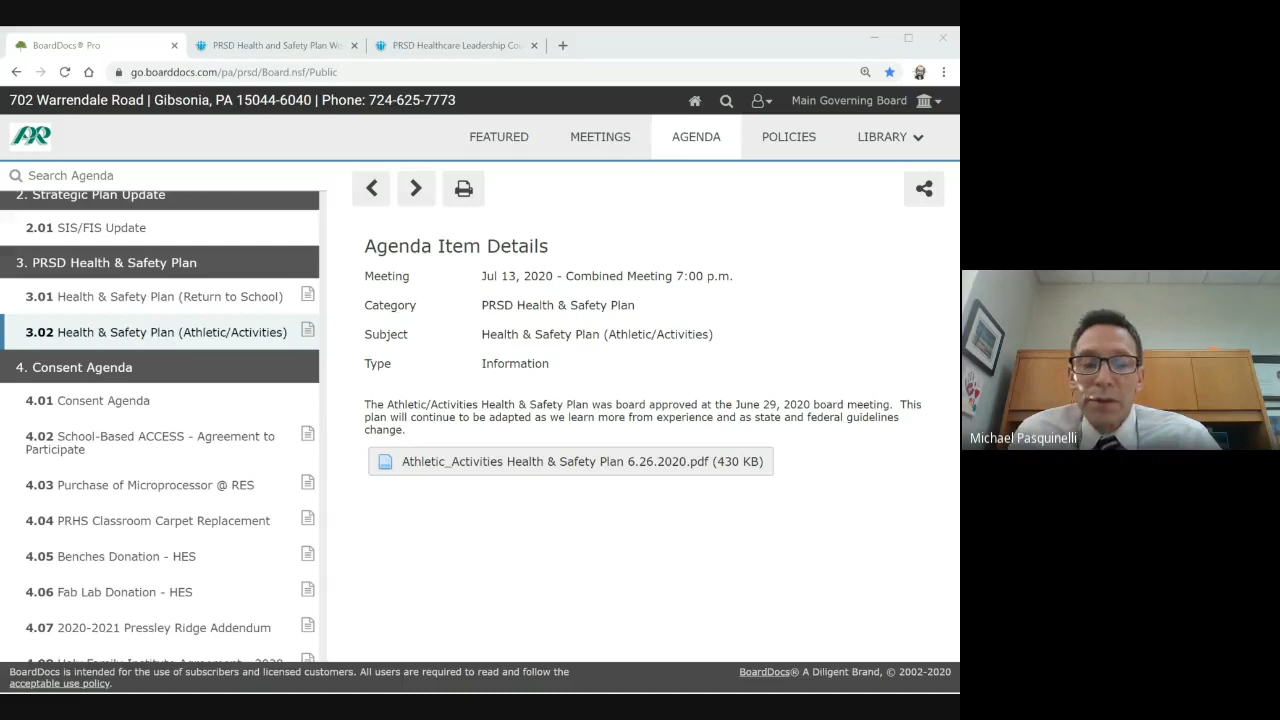 BoardDocs® Pro
PRSD Health and Safety Plan Wo
PRSD Healthcare Leadership Cou
go.boarddocs.com/pa/prsd/Board.nsf/Public
702 Warrendale Road | Gibsonia, PA 15044-6040 | Phone: 724-625-7773
Main Governing Board
PR
FEATURED
MEETINGS
AGENDA
POLICIES
LIBRARY
Search Agenda
2. Strategic Plan Update
2.01 SIS/FIS Update
3. PRSD Health & Safety Plan
3.01 Health & Safety Plan (Return to School)
3.02 Health & Safety Plan (Athletic/Activities)
4. Consent Agenda
4.01 Consent Agenda
4.02 School-Based ACCESS - Agreement to
Participate
4.03 Purchase of Microprocessor @ RES
4.04 PRHS Classroom Carpet Replacement
4.05 Benches Donation - HES
4.06 Fab Lab Donation - HES
4.07 2020-2021 Pressley Ridge Addendum
Agenda Item Details
Meeting Jul 13, 2020 - Combined Meeting 7:00 p.m.
Category PRSD Health & Safety Plan
Subject Health & Safety Plan (Athletic/Activities)
Type Information
The Athletic/Activities Health & Safety Plan was board approved at the June 29, 2020 board meeting. This
plan will continue to be adapted as we learn more from experience and as state and federal guidelines
change.
Athletic_Activities Health & Safety Plan 6.26.2020.pdf (430 KB)
Michael Pasquinelli
BoardDocs is intended for the use of subscribers and licensed customers. All users are required to read and follow the
acceptable use policy.
BoardDocs® A Diligent Brand, © 2002-2020